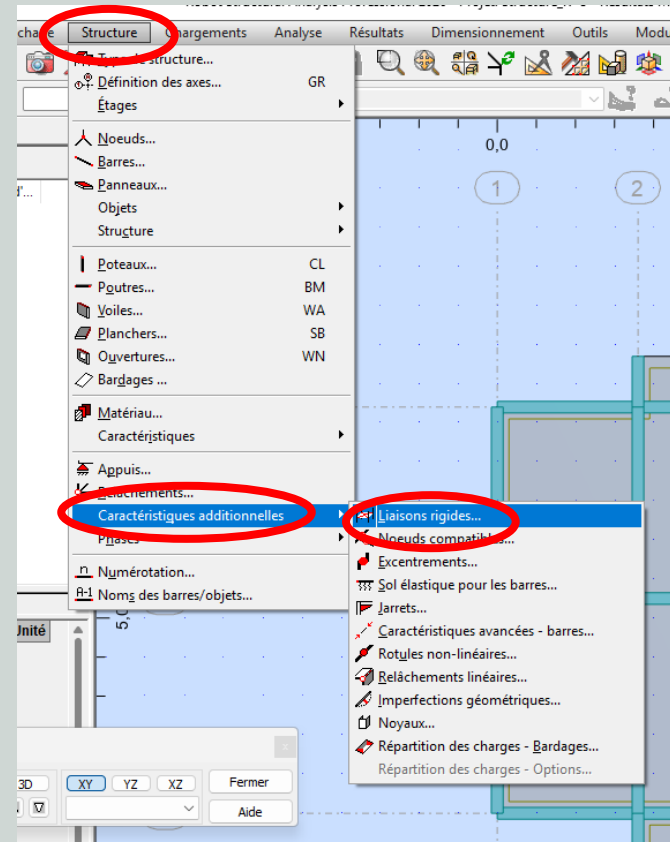 Structure
Chargements
Analyse
Résultats
Dimensionnement
Outils
Type de structure...
Définition des axes... GR
Étages
Noeuds...
Barres...
Panneaux...
Objets
Structure
Poteaux... CL
Poutres... BM
Voiles... WA
Planchers... SB
Ouvertures... WN
Bardages ...
Matériau...
Caractéristiques
Appuis...
Relâchements...
Caractéristiques additionnelles
Phases
Numérotation...
Noms des barres/objets...
Liaisons rigides...
Noeuds compatibles...
Excentrements...
Sol élastique pour les barres...
Jarrets...
Caractéristiques avancées - barres...
Rotules non-linéaires...
Relâchements linéaires...
Imperfections géométriques...
Noyaux...
Répartition des charges - Bardages...
Répartition des charges - Options...
0,0
1
2
d'...
Unité
5,0
3D
XY
YZ
XZ
Fermer
Aide